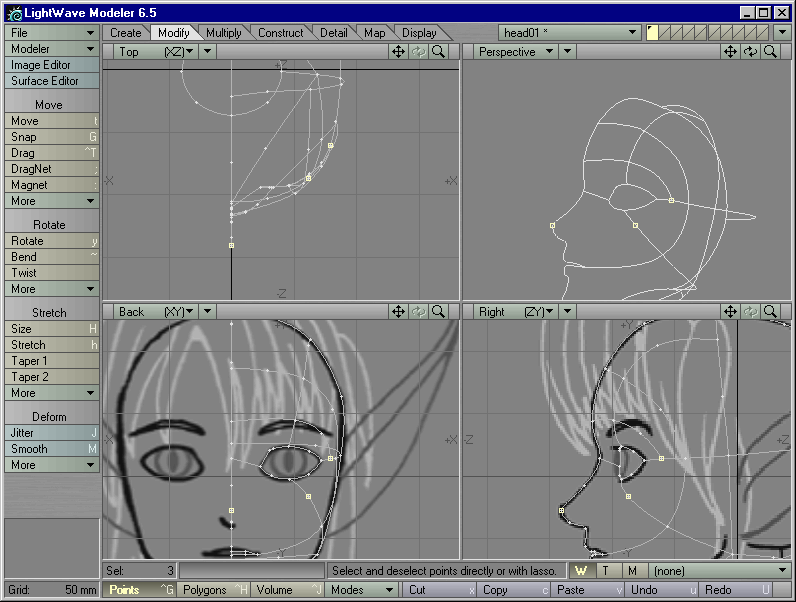 LightWave Modeler 6.5
File
Modeler
Image Editor
Surface Editor
Move
Move t
Snap G
Drag ^T
DragNet ;
Magnet :
More
Rotate
Rotate y
Bend ~
Twist
More
Stretch
Size H
Stretch h
Taper 1
Taper 2
More
Deform
Jitter J
Smooth M
More
Create Modify Multiply Construct Detail Map Display head01 *
Top (XZ)
Perspective
-X +X
-Z
Back (XY)
Right (ZY)
+Y
-X +X
-Y
+Y
-Z +Z
-Y
Sel: 3
Select and deselect points directly or with lasso.
W T M (none)
Grid: 50 mm
Points ^G Polygons ^H Volume ^J Modes Cut x Copy c Paste v Undo u Redo U